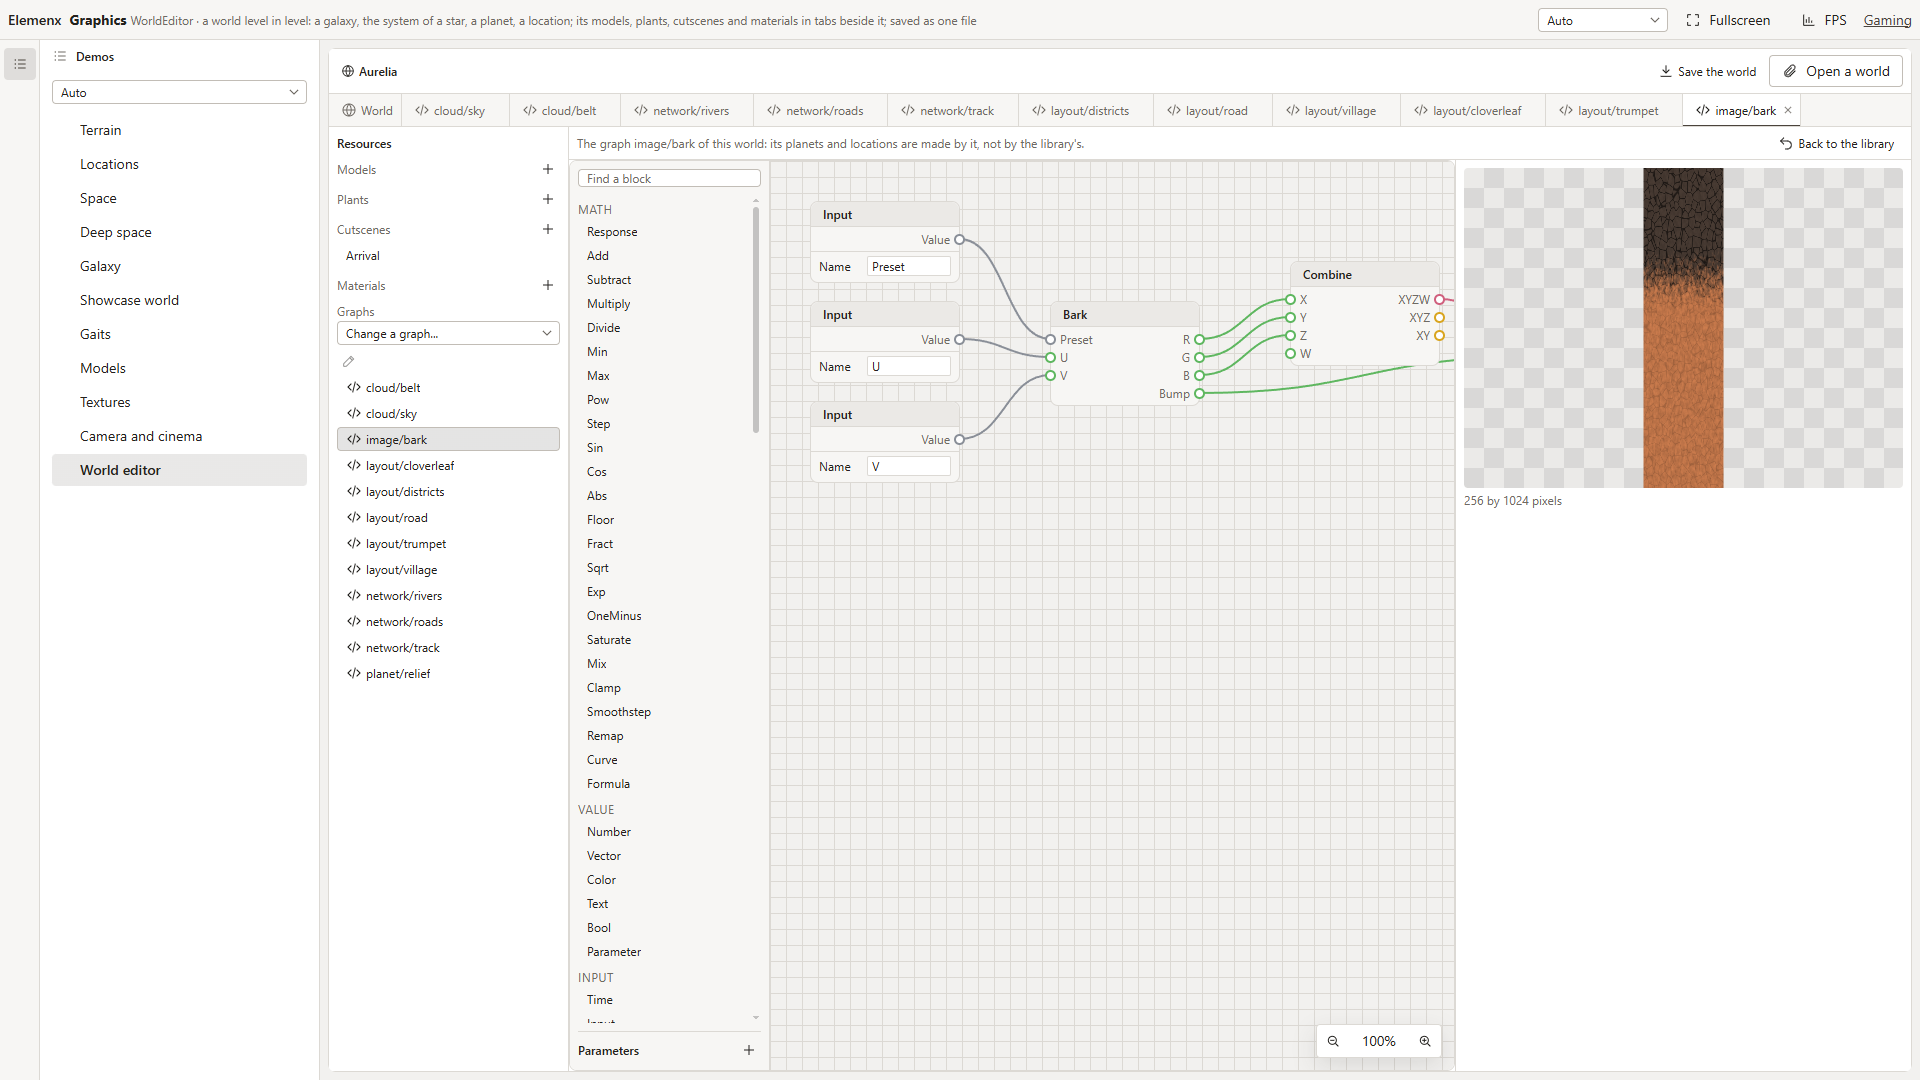 Elemenx Graphics WorldEditor · a world level in level: a galaxy, the system of a star, a planet, a location; its models, plants, cutscenes and materials in tabs beside it; saved as one file
Auto
Fullscreen
FPS
Gaming
Demos
Auto
Terrain
Locations
Space
Deep space
Galaxy
Showcase world
Gaits
Models
Textures
Camera and cinema
World editor
Aurelia
Save the world
Open a world
World
cloud/sky
cloud/belt
network/rivers
network/roads
network/track
layout/districts
layout/road
layout/village
layout/cloverleaf
layout/trumpet
image/bark
Resources
Models
Plants
Cutscenes
Arrival
Materials
Graphs
Change a graph...
cloud/belt
cloud/sky
image/bark
layout/cloverleaf
layout/districts
layout/road
layout/trumpet
layout/village
network/rivers
network/roads
network/track
planet/relief
The graph image/bark of this world: its planets and locations are made by it, not by the library's.
Back to the library
Find a block
MATH
Response
Add
Subtract
Multiply
Divide
Min
Max
Pow
Step
Sin
Cos
Abs
Floor
Fract
Sqrt
Exp
OneMinus
Saturate
Mix
Clamp
Smoothstep
Remap
Curve
Formula
VALUE
Number
Vector
Color
Text
Bool
Parameter
INPUT
Time
Parameters
Input
Value
Name Preset
Input
Value
Name U
Input
Value
Name V
Bark
Preset R
U G
V B
Bump
Combine
X XYZW
Y XYZ
Z XY
W
100%
256 by 1024 pixels